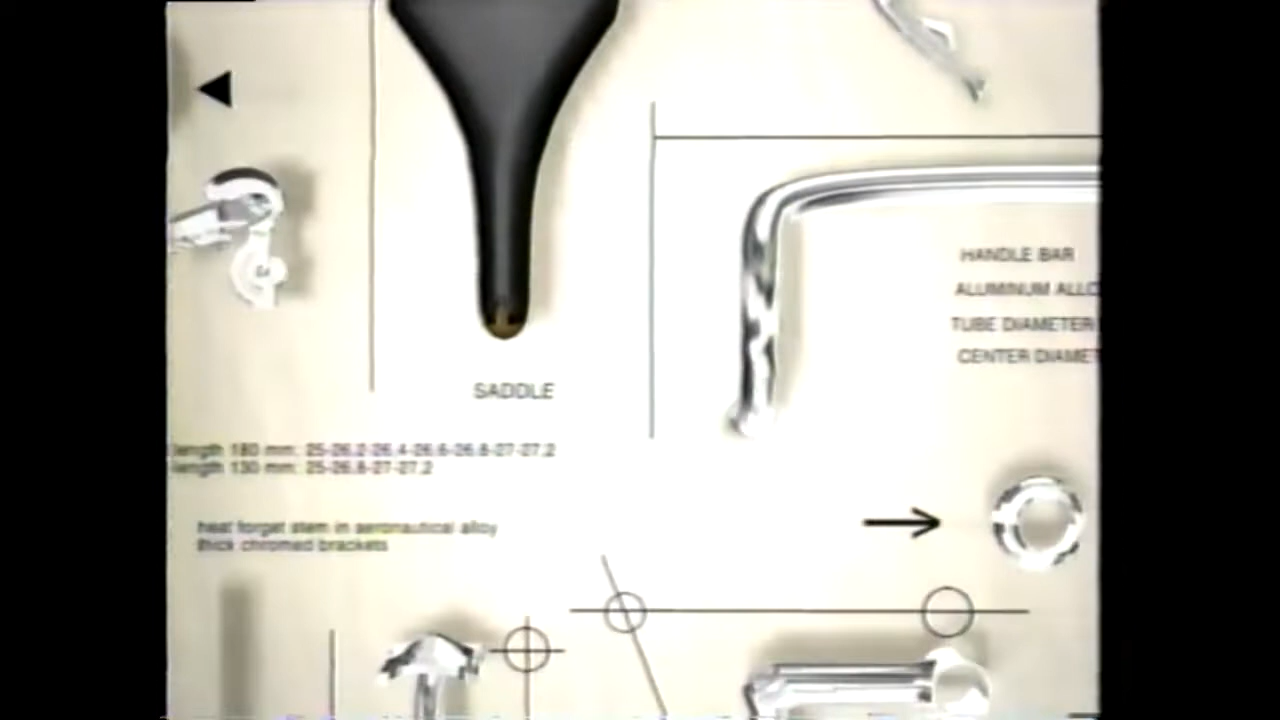 HANDLE BAR
ALUMINUM ALLO
TUBE DIAMETER
CENTER DIAMET
SADDLE
length 180 mm: 25-26,2-26,4-26,6-26,8-27-27,2
length 130 mm: 25-26,8-27-27,2
heat forget stem in aeronautical alloy
thick chromed brackets